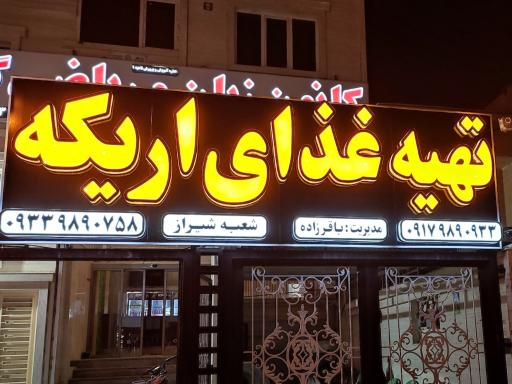 تهیه غذای اریکه
۰۹۱۷۹۸۹۰۹۳۳ مدیریت: باقرزاده شعبه شیراز ۰۹۳۳۹۸۹۰۷۵۸